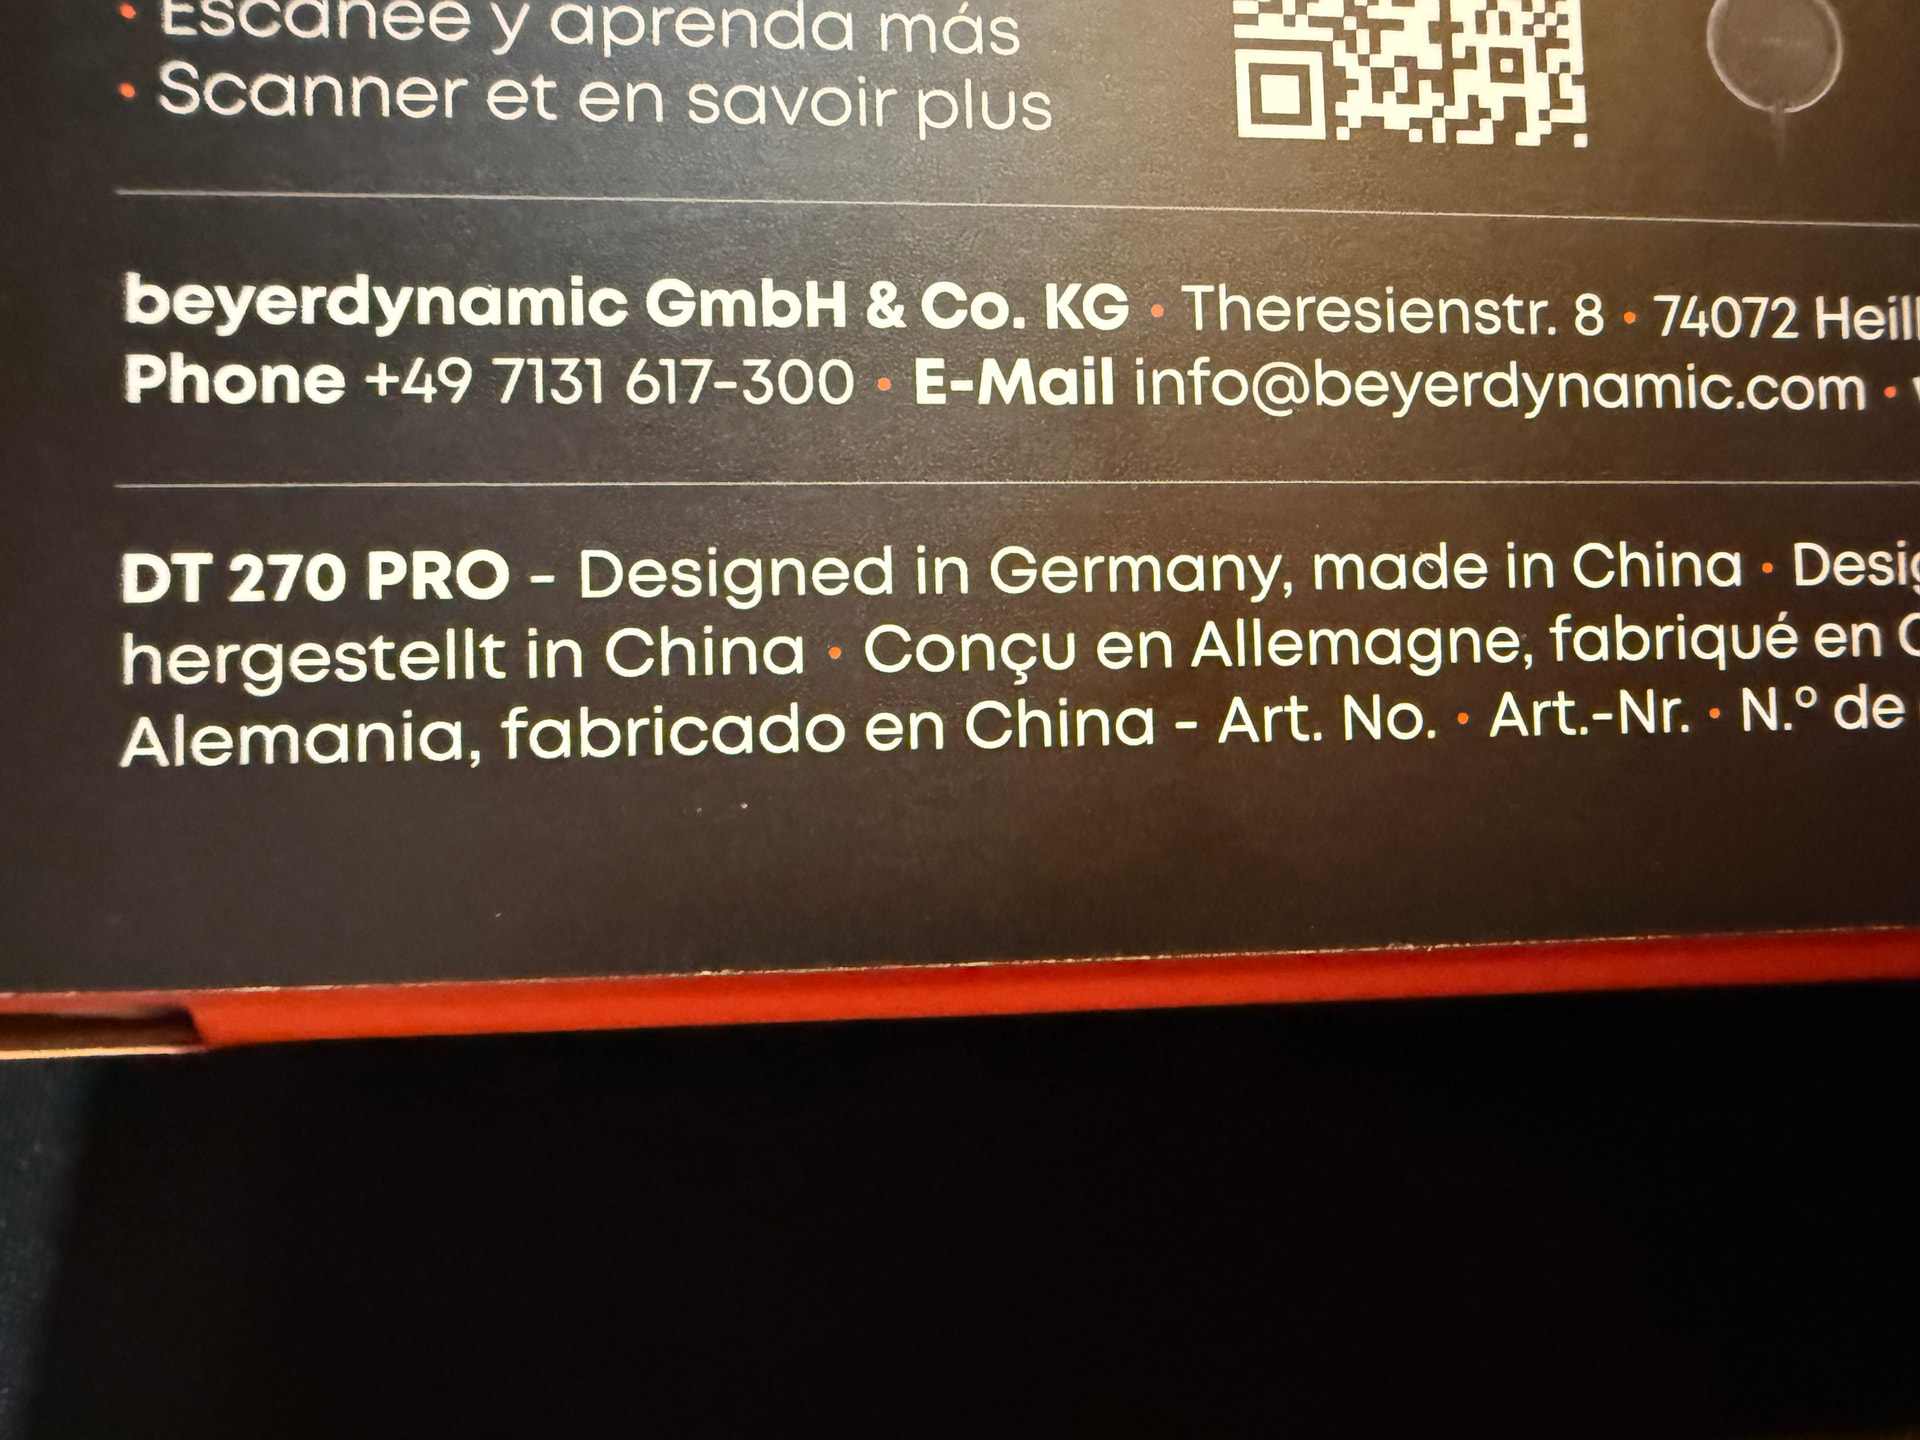 • Escanee y aprenda más
• Scanner et en savoir plus
beyerdynamic GmbH & Co. KG • Theresienstr. 8 • 74072
Phone +49 7131 617-300 • E-Mail info@beyerdynamic.com •
DT 270 PRO – Designed in Germany, made in China •
hergestellt in China • Conçu en Allemagne, fabriqué en
Alemania, fabricado en China – Art. No. • Art.-Nr. • N.º de